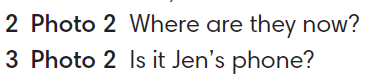 2 Photo 2 Where are they now?
3 Photo 2 Is it Jen's phone?